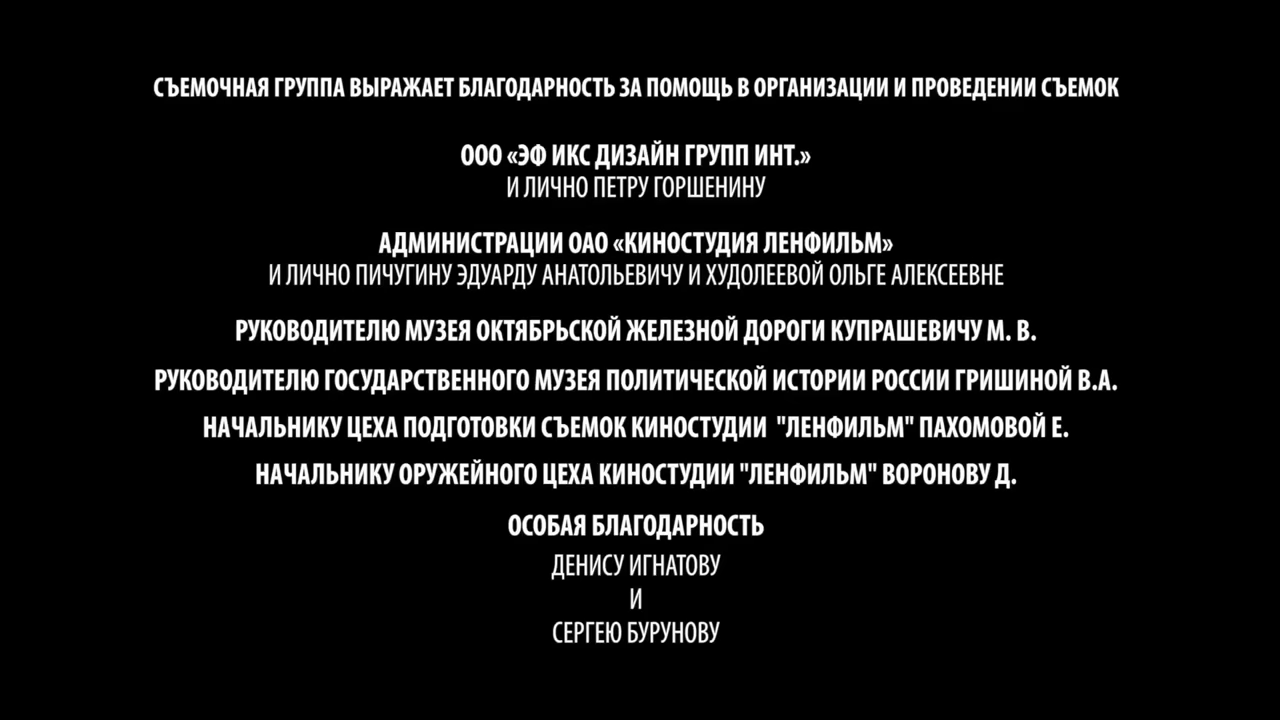 СЪЕМОЧНАЯ ГРУППА ВЫРАЖАЕТ БЛАГОДАРНОСТЬ ЗА ПОМОЩЬ В ОРГАНИЗАЦИИ И ПРОВЕДЕНИИ СЪЕМОК
ООО «ЭФ ИКС ДИЗАЙН ГРУПП ИНТ.»
И ЛИЧНО ПЕТРУ ГОРШЕНИНУ
АДМИНИСТРАЦИИ ОАО «КИНОСТУДИЯ ЛЕНФИЛЬМ»
И ЛИЧНО ПИЧУГИНУ ЭДУАРДУ АНАТОЛЬЕВИЧУ И ХУДОЛЕЕВОЙ ОЛЬГЕ АЛЕКСЕЕВНЕ
РУКОВОДИТЕЛЮ МУЗЕЯ ОКТЯБРЬСКОЙ ЖЕЛЕЗНОЙ ДОРОГИ КУПРАШЕВИЧУ М. В.
РУКОВОДИТЕЛЮ ГОСУДАРСТВЕННОГО МУЗЕЯ ПОЛИТИЧЕСКОЙ ИСТОРИИ РОССИИ ГРИШИНОЙ В.А.
НАЧАЛЬНИКУ ЦЕХА ПОДГОТОВКИ СЪЕМОК КИНОСТУДИИ "ЛЕНФИЛЬМ" ПАХОМОВОЙ Е.
НАЧАЛЬНИКУ ОРУЖЕЙНОГО ЦЕХА КИНОСТУДИИ "ЛЕНФИЛЬМ" ВОРОНОВУ Д.
ОСОБАЯ БЛАГОДАРНОСТЬ
ДЕНИСУ ИГНАТОВУ
И
СЕРГЕЮ БУРУНОВУ